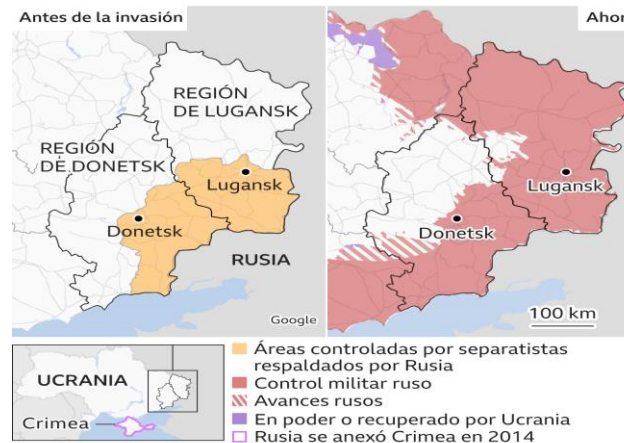 Antes de la invasión
REGIÓN
DE LUGANSK
REGIÓN
DE DONETSK
Lugansk
Donetsk
RUSIA
Google
Ahor
Lugansk
Donetsk
100 km
UCRANIA
Crimea
Áreas controladas por separatistas
respaldados por Rusia
Control militar ruso
Avances rusos
En poder o recuperado por Ucrania
Rusia se anexó Crimea en 2014